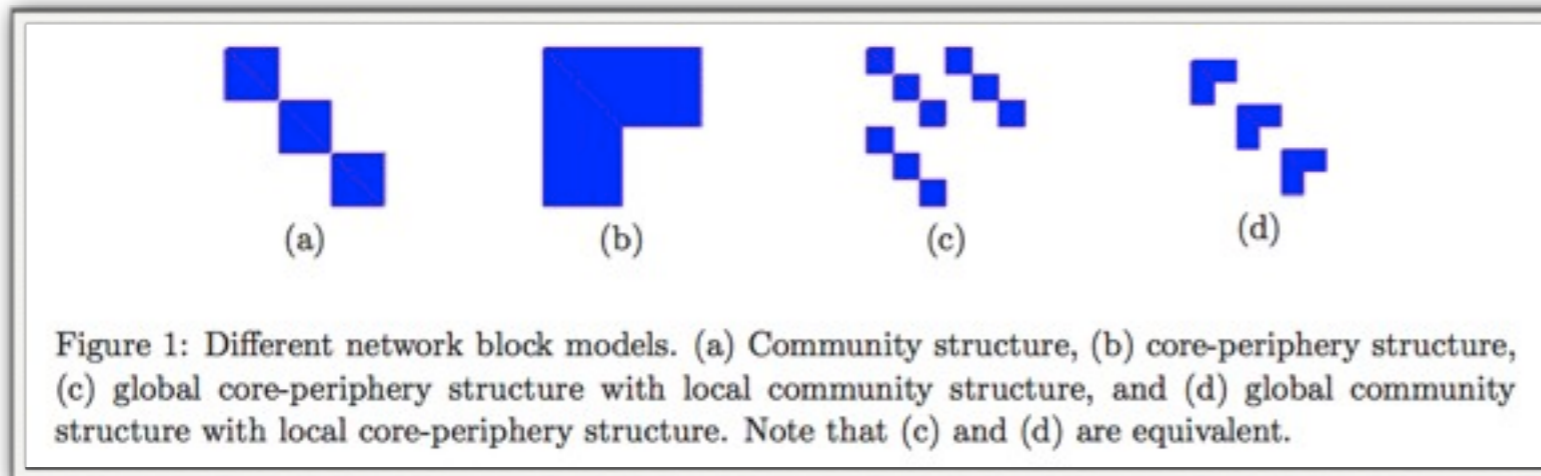 (a) (b) (c) (d)
Figure 1: Different network block models. (a) Community structure, (b) core-periphery structure,
(c) global core-periphery structure with local community structure, and (d) global community
structure with local core-periphery structure. Note that (c) and (d) are equivalent.